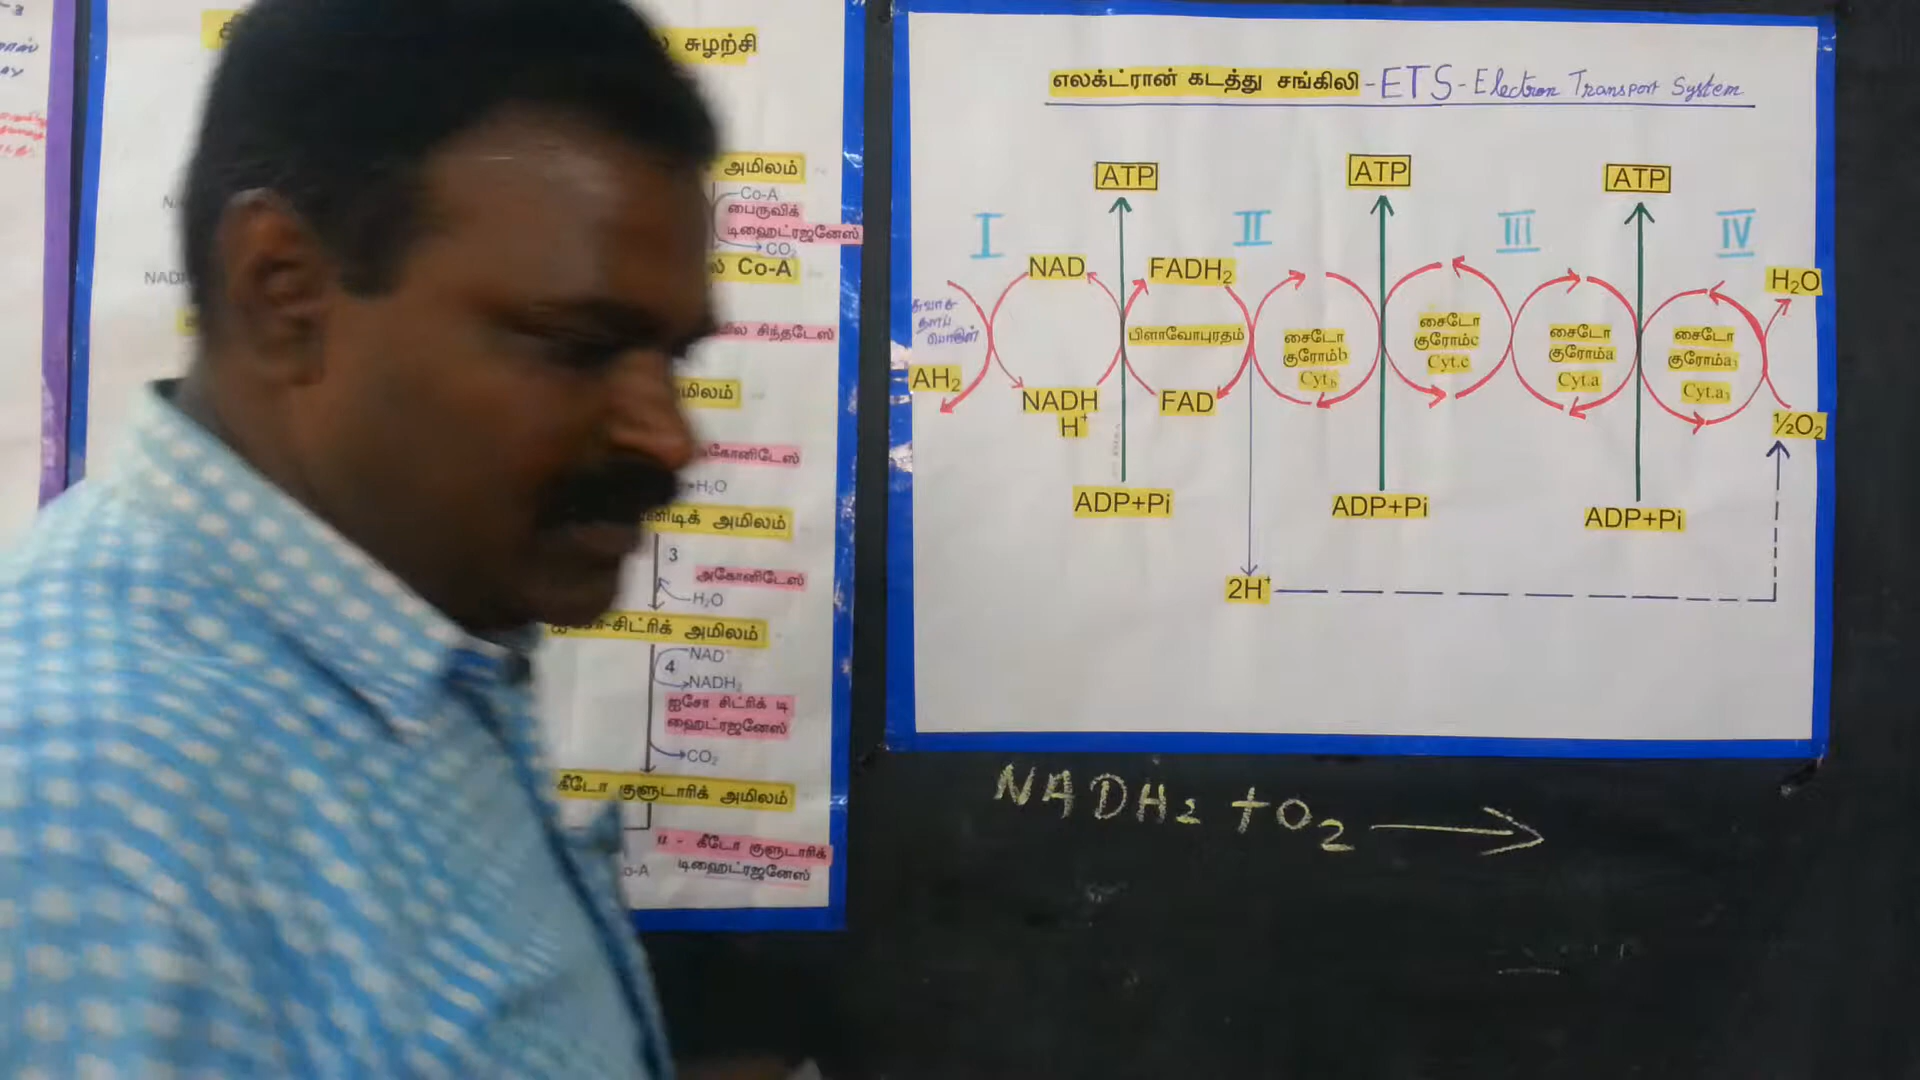 சுழற்சி
அமிலம்
Co-A
பைருவிக்
டிஹைட்ரஜனேஸ்
CO₂
Co-A
சிந்தடேஸ்
H₂O
அமிலம்
3
அகோனிடேஸ்
H₂O
ஐசோ-சிட்ரிக் அமிலம்
NAD⁺
4
NADH₂
ஐசோ சிட்ரிக் டி
ஹைட்ரஜனேஸ்
CO₂
கீடோ குளுடாரிக் அமிலம்
α - கீடோ குளுடாரிக்
டிஹைட்ரஜனேஸ்
எலக்ட்ரான் கடத்து சங்கிலி - ETS - Electron Transport System
ATP ATP ATP
I II III IV
NAD FADH₂ H₂O
பிளாவோபுரதம்
சைட்டோ
குரோம்b
Cyt.b
சைடோ
குரோம்c
Cyt.c
சைடோ
குரோம்a
Cyt.a
சைடோ
குரோம்a₃
Cyt.a₃
AH₂
NADH
H⁺
FAD
½O₂
ADP+Pi ADP+Pi ADP+Pi
2H⁺
NADH₂ + O₂ →